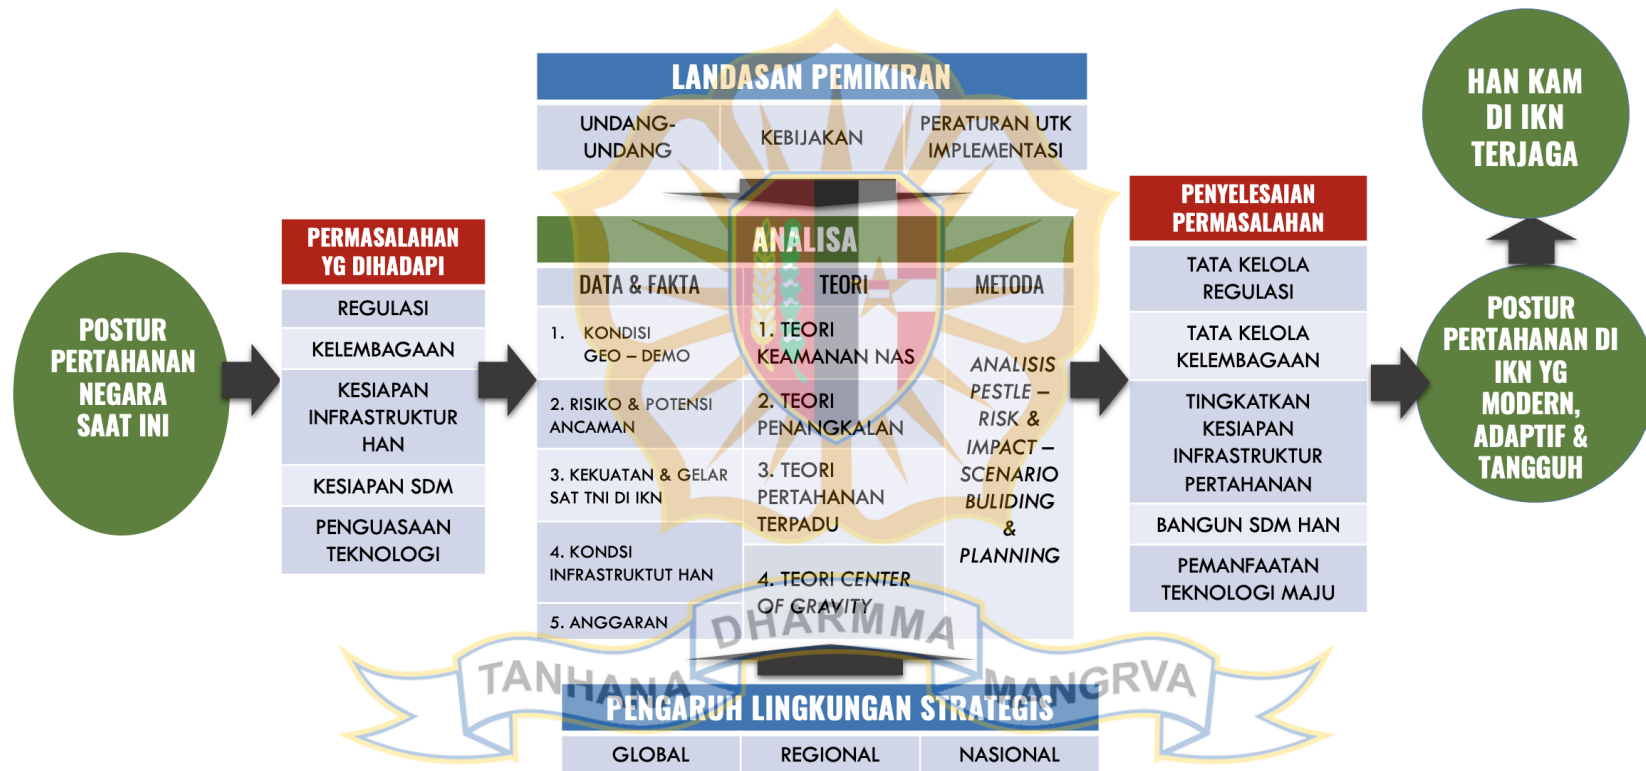 POSTUR
PERTAHANAN
NEGARA
SAAT INI
PERMASALAHAN
YG DIHADAPI
REGULASI
KELEMBAGAAN
KESIAPAN
INFRASTRUKTUR
HAN
KESIAPAN SDM
PENGUASAAN
TEKNOLOGI
LANDASAN PEMIKIRAN
UNDANG-
UNDANG
KEBIJAKAN
PERATURAN UTK
IMPLEMENTASI
ANALISA
DATA & FAKTA
1. KONDISI
GEO – DEMO
2. RISIKO & POTENSI
ANCAMAN
3. KEKUATAN & GELAR
SAT TNI DI IKN
4. KONDSI
INFRASTRUKTUT HAN
5. ANGGARAN
TEORI
1. TEORI
KEAMANAN NAS
2. TEORI
PENANGKALAN
3. TEORI
PERTAHANAN
TERPADU
4. TEORI CENTER
OF GRAVITY
METODA
ANALISIS
PESTLE –
RISK &
IMPACT –
SCENARIO
BULIDING
&
PLANNING
TANHANA DHARMMA MANGRVA
PENGARUH LINGKUNGAN STRATEGIS
GLOBAL
REGIONAL
NASIONAL
PENYELESAIAN
PERMASALAHAN
TATA KELOLA
REGULASI
TATA KELOLA
KELEMBAGAAN
TINGKATKAN
KESIAPAN
INFRASTRUKTUR
PERTAHANAN
BANGUN SDM HAN
PEMANFAATAN
TEKNOLOGI MAJU
POSTUR
PERTAHANAN DI
IKN YG
MODERN,
ADAPTIF &
TANGGUH
HAN KAM
DI IKN
TERJAGA